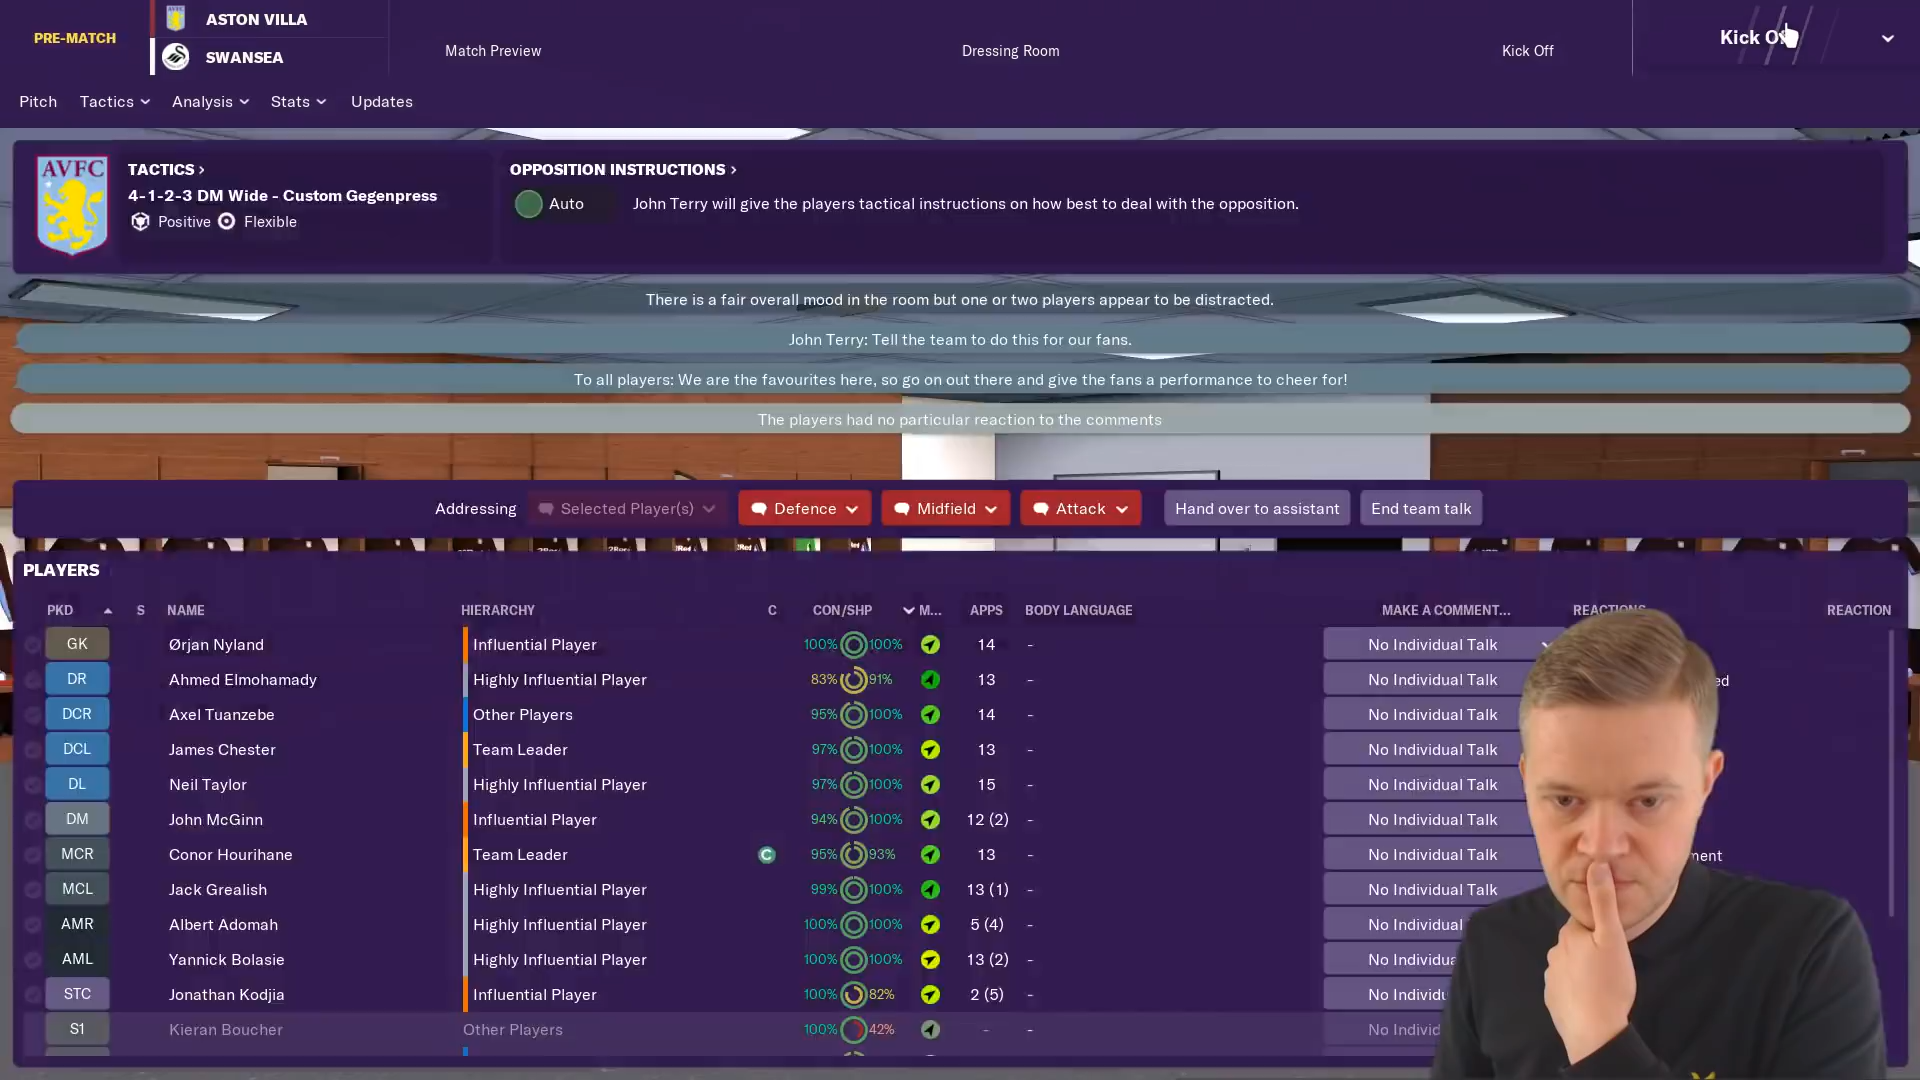 PRE-MATCH
ASTON VILLA
SWANSEA
Match Preview
Dressing Room
Kick Off
Kick
Pitch
Tactics
Analysis
Stats
Updates
AVFC
TACTICS ›
4-1-2-3 DM Wide - Custom Gegenpress
Positive
Flexible
OPPOSITION INSTRUCTIONS ›
Auto
John Terry will give the players tactical instructions on how best to deal with the opposition.
There is a fair overall mood in the room but one or two players appear to be distracted.
John Terry: Tell the team to do this for our fans.
To all players: We are the favourites here, so go on out there and give the fans a performance to cheer for!
The players had no particular reaction to the comments
Addressing Selected Player(s) Defence Midfield Attack Hand over to assistant End team talk
PLAYERS
PKD S NAME HIERARCHY C CON/SHP M... APPS BODY LANGUAGE MAKE A COMMENT... REACTIONS REACTION
GK Ørjan Nyland Influential Player 100% 100% 14 - No Individual Talk
DR Ahmed Elmohamady Highly Influential Player 83% 91% 13 - No Individual Talk ed
DCR Axel Tuanzebe Other Players 95% 100% 14 - No Individual Talk
DCL James Chester Team Leader 97% 100% 13 - No Individual Talk
DL Neil Taylor Highly Influential Player 97% 100% 15 - No Individual Talk
DM John McGinn Influential Player 94% 100% 12 (2) - No Individual Talk
MCR Conor Hourihane Team Leader C 95% 93% 13 - No Individual Talk ment
MCL Jack Grealish Highly Influential Player 99% 100% 13 (1) - No Individual Talk
AMR Albert Adomah Highly Influential Player 100% 100% 5 (4) - No Individual
AML Yannick Bolasie Highly Influential Player 100% 100% 13 (2) - No Individua
STC Jonathan Kodjia Influential Player 100% 82% 2 (5) - No Individu
S1 Kieran Boucher Other Players 100% 42% - - No Individ